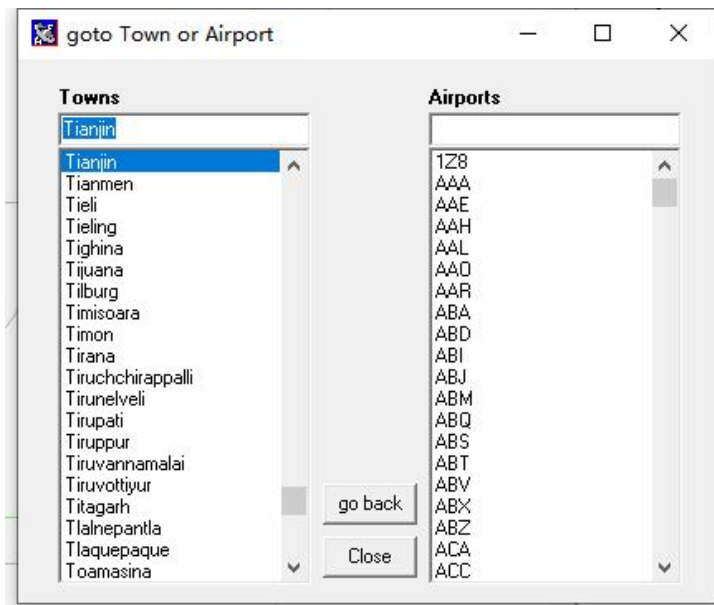 goto Town or Airport
Towns
Tianjin
Tianjin
Tianmen
Tieli
Tieling
Tighina
Tijuana
Tilburg
Timisoara
Timon
Tirana
Tiruchchirappalli
Tirunelveli
Tirupati
Tiruppur
Tiruvannamalai
Tiruvottiyur
Titagarh
Tlalnepantla
Tlaquepaque
Toamasina
go back
Close
Airports
1Z8
AAA
AAE
AAH
AAL
AAO
AAR
ABA
ABD
ABI
ABJ
ABM
ABQ
ABS
ABT
ABV
ABX
ABZ
ACA
ACC